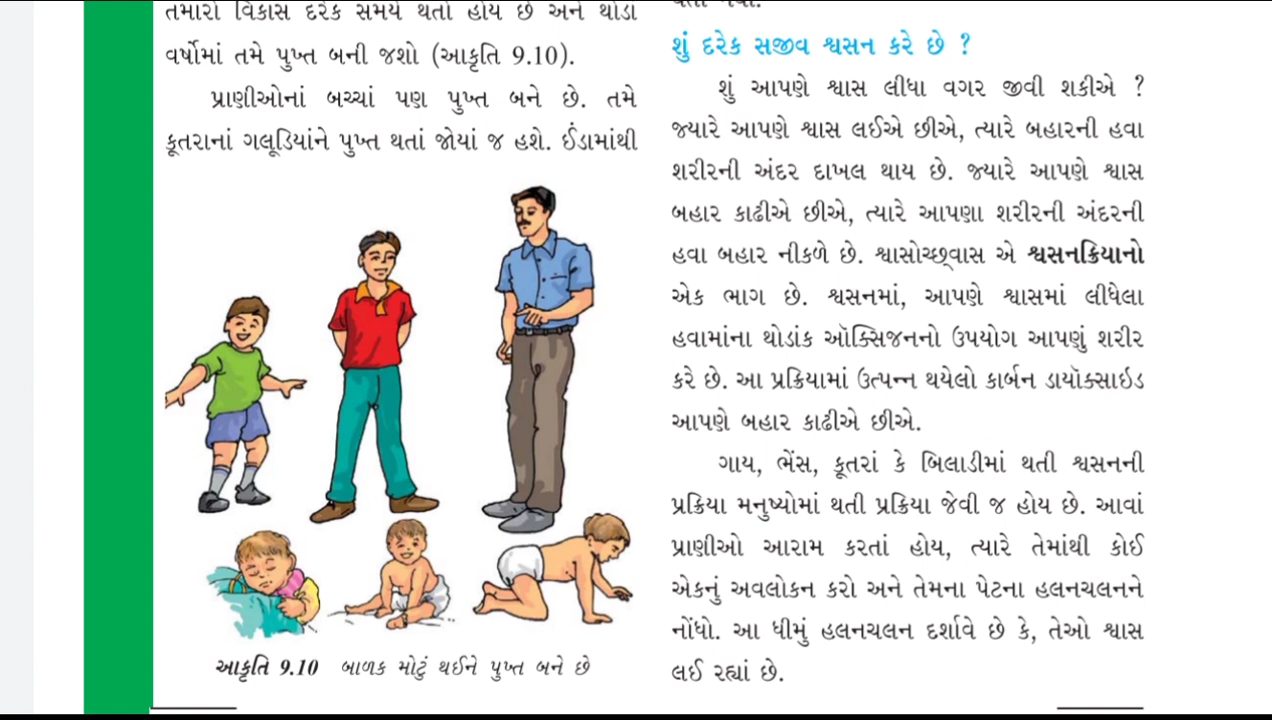 તમારો વિકાસ દરેક સમયે થતો હોય છે અને થોડા
વર્ષોમાં તમે પુખ્ત બની જશો (આકૃતિ 9.10).
પ્રાણીઓનાં બચ્ચાં પણ પુખ્ત બને છે. તમે
કૂતરાનાં ગલૂડિયાંને પુખ્ત થતાં જોયાં જ હશે. ઈંડામાંથી
આકૃતિ 9.10 બાળક મોટું થઈને પુખ્ત બને છે
શું દરેક સજીવ શ્વસન કરે છે ?
શું આપણે શ્વાસ લીધા વગર જીવી શકીએ ?
જ્યારે આપણે શ્વાસ લઈએ છીએ, ત્યારે બહારની હવા
શરીરની અંદર દાખલ થાય છે. જ્યારે આપણે શ્વાસ
બહાર કાઢીએ છીએ, ત્યારે આપણા શરીરની અંદરની
હવા બહાર નીકળે છે. શ્વાસોચ્છ્‌વાસ એ શ્વસનક્રિયાનો
એક ભાગ છે. શ્વસનમાં, આપણે શ્વાસમાં લીધેલા
હવામાંના થોડાંક ઑક્સિજનનો ઉપયોગ આપણું શરીર
કરે છે. આ પ્રક્રિયામાં ઉત્પન્ન થયેલો કાર્બન ડાયૉક્સાઇડ
આપણે બહાર કાઢીએ છીએ.
ગાય, ભેંસ, કૂતરાં કે બિલાડીમાં થતી શ્વસનની
પ્રક્રિયા મનુષ્યોમાં થતી પ્રક્રિયા જેવી જ હોય છે. આવાં
પ્રાણીઓ આરામ કરતાં હોય, ત્યારે તેમાંથી કોઈ
એકનું અવલોકન કરો અને તેમના પેટના હલનચલનને
નોંધો. આ ધીમું હલનચલન દર્શાવે છે કે, તેઓ શ્વાસ
લઈ રહ્યાં છે.